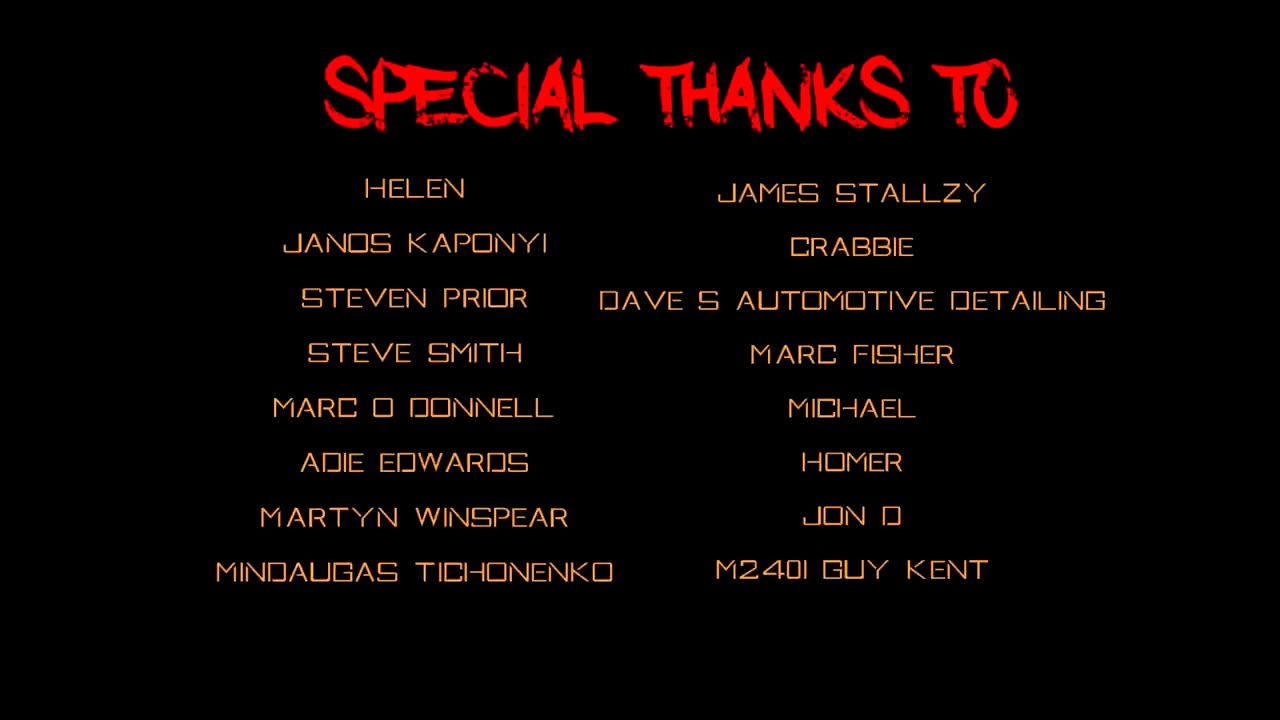 SPECIAL THANKS TO
HELEN
JANOS KAPONYI
STEVEN PRIOR
STEVE SMITH
MARC O DONNELL
ADIE EDWARDS
MARTYN WINSPEAR
MINDAUGAS TICHONENKO
JAMES STALLZY
CRABBIE
DAVE S AUTOMOTIVE DETAILING
MARC FISHER
MICHAEL
HOMER
JON D
M240I GUY KENT